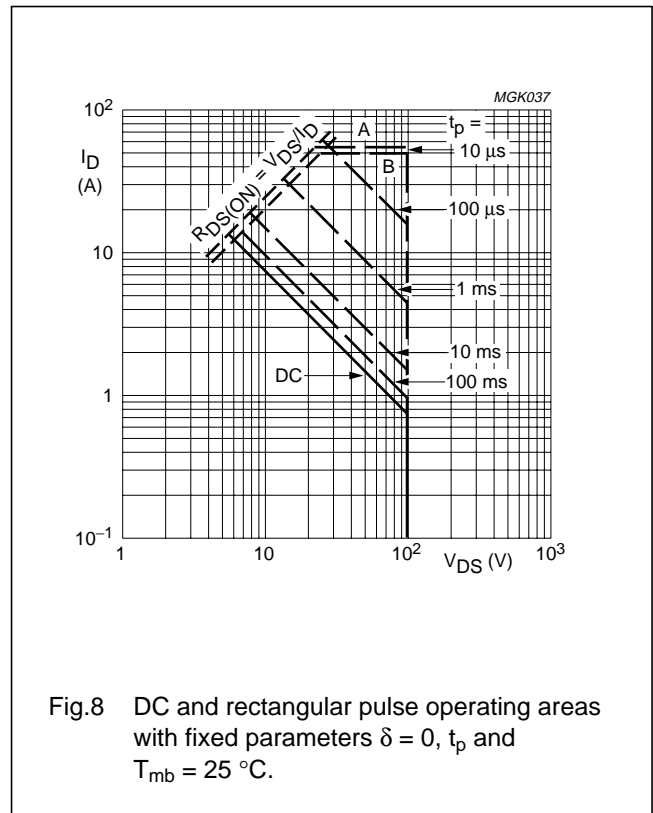 MGK037
10²
t_p =
A
10 μs
I_D
(A)
R_DS(ON) = V_DS/I_D
B
100 μs
10
1 ms
10 ms
DC
100 ms
1
10⁻¹
1
10
10²
10³
V_DS (V)
Fig.8 DC and rectangular pulse operating areas
with fixed parameters δ = 0, t_p and
T_mb = 25 °C.